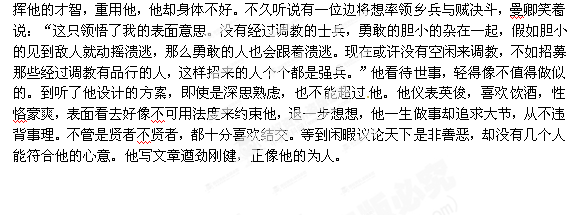 挥他的才智，重用他，他却身体不好。不久听说有一位边将想率领乡兵与贼决斗，曼卿笑着
说：“这只领悟了我的表面意思。没有经过调教的士兵，勇敢的胆小的杂在一起，假如胆小
的见到敌人就动摇溃逃，那么勇敢的人也会跟着溃逃。现在或许没有空闲来调教，不如招募
那些经过调教有品行的人，这样招来的人个个都是强兵。”他看待世事，轻得像不值得做似
的。到听了他设计的方案，即使是深思熟虑，也不能超过他。他仪表英俊，喜欢饮酒，性
恪蒙爽，表面看去好像不可用法度来约束他，退一步想想，他一生做事却追求大节，从不违
背事理。不管是贤者不贤者，都十分喜欢结交。等到闲暇议论天下是非善恶，却没有几个人
能符合他的心意。他写文章遒劲刚健，正像他的为人。